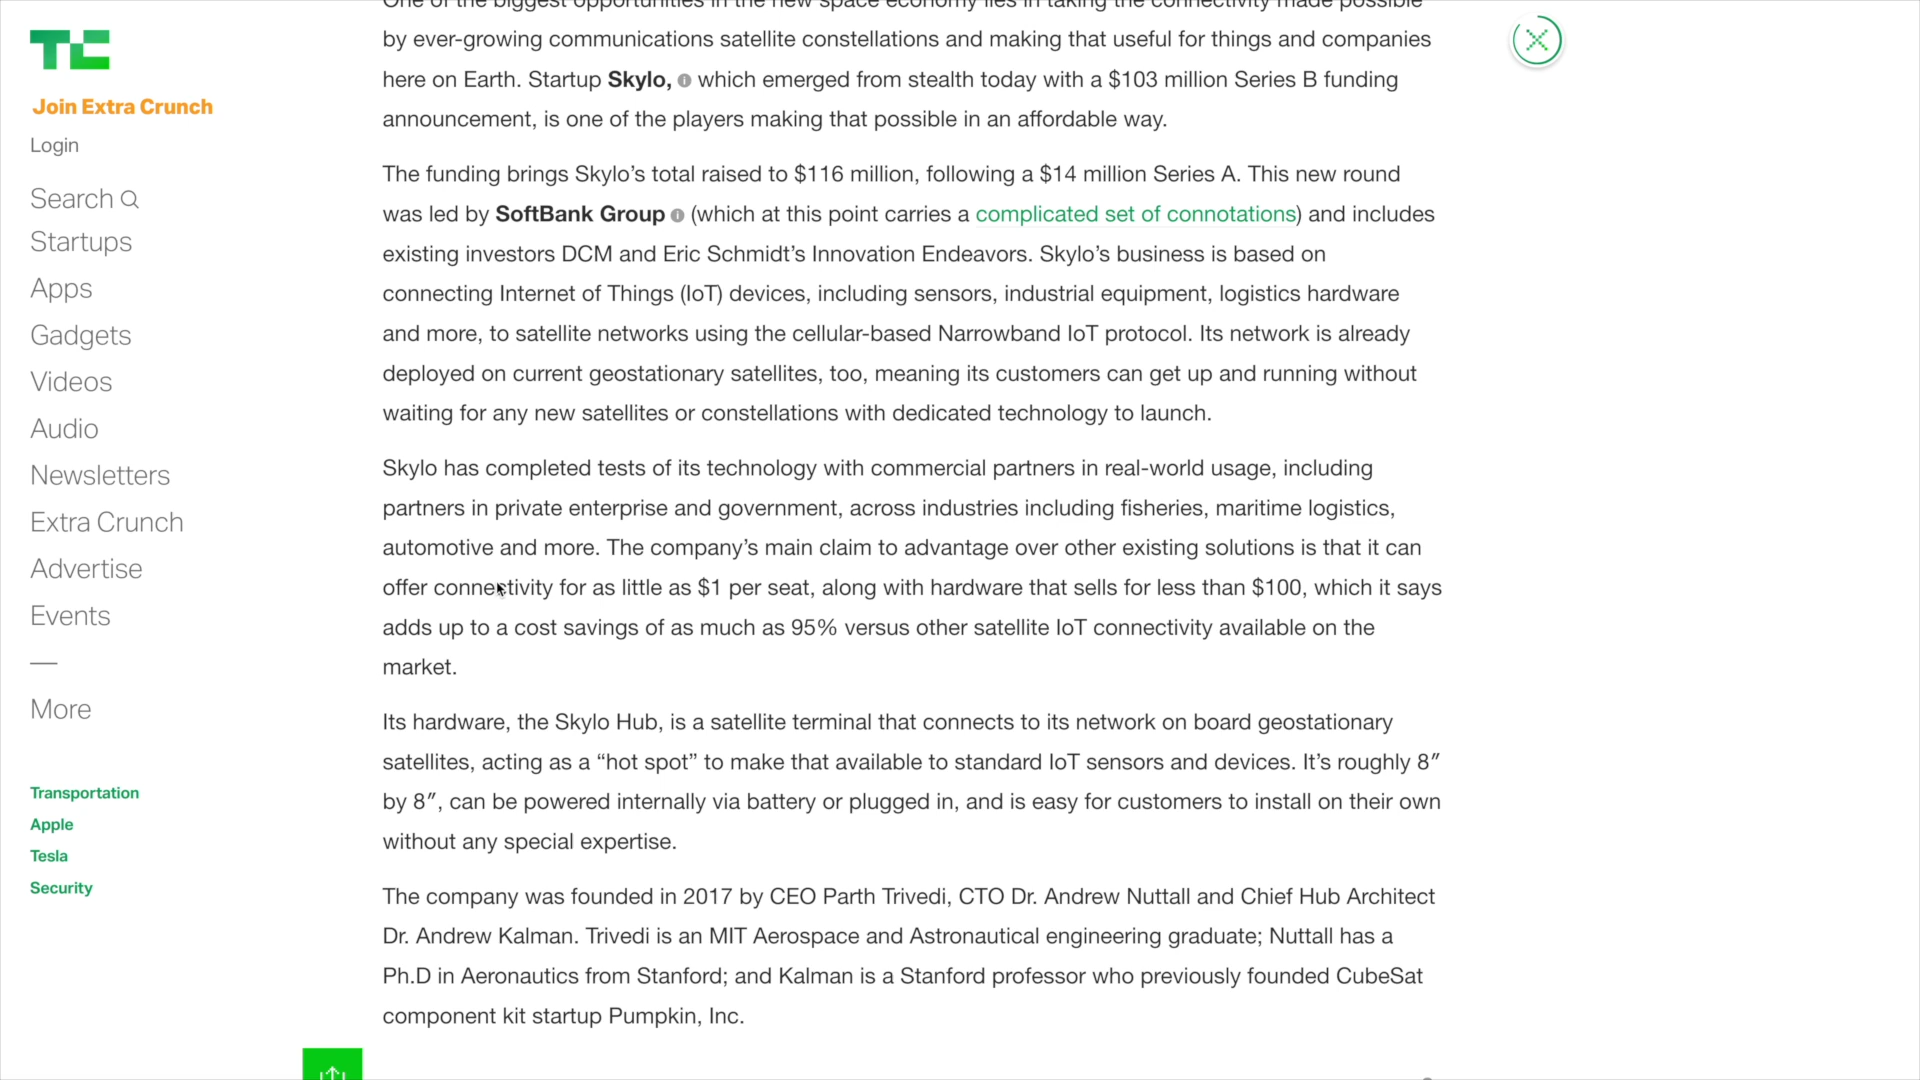 TC
Join Extra Crunch
Login
Search
Startups
Apps
Gadgets
Videos
Audio
Newsletters
Extra Crunch
Advertise
Events
—
More
Transportation
Apple
Tesla
Security
One of the biggest opportunities in the new space economy lies in taking the connectivity made possible
by ever-growing communications satellite constellations and making that useful for things and companies
here on Earth. Startup Skylo, which emerged from stealth today with a $103 million Series B funding
announcement, is one of the players making that possible in an affordable way.
The funding brings Skylo’s total raised to $116 million, following a $14 million Series A. This new round
was led by SoftBank Group (which at this point carries a complicated set of connotations) and includes
existing investors DCM and Eric Schmidt’s Innovation Endeavors. Skylo’s business is based on
connecting Internet of Things (IoT) devices, including sensors, industrial equipment, logistics hardware
and more, to satellite networks using the cellular-based Narrowband IoT protocol. Its network is already
deployed on current geostationary satellites, too, meaning its customers can get up and running without
waiting for any new satellites or constellations with dedicated technology to launch.
Skylo has completed tests of its technology with commercial partners in real-world usage, including
partners in private enterprise and government, across industries including fisheries, maritime logistics,
automotive and more. The company’s main claim to advantage over other existing solutions is that it can
offer connectivity for as little as $1 per seat, along with hardware that sells for less than $100, which it says
adds up to a cost savings of as much as 95% versus other satellite IoT connectivity available on the
market.
Its hardware, the Skylo Hub, is a satellite terminal that connects to its network on board geostationary
satellites, acting as a “hot spot” to make that available to standard IoT sensors and devices. It’s roughly 8″
by 8″, can be powered internally via battery or plugged in, and is easy for customers to install on their own
without any special expertise.
The company was founded in 2017 by CEO Parth Trivedi, CTO Dr. Andrew Nuttall and Chief Hub Architect
Dr. Andrew Kalman. Trivedi is an MIT Aerospace and Astronautical engineering graduate; Nuttall has a
Ph.D in Aeronautics from Stanford; and Kalman is a Stanford professor who previously founded CubeSat
component kit startup Pumpkin, Inc.